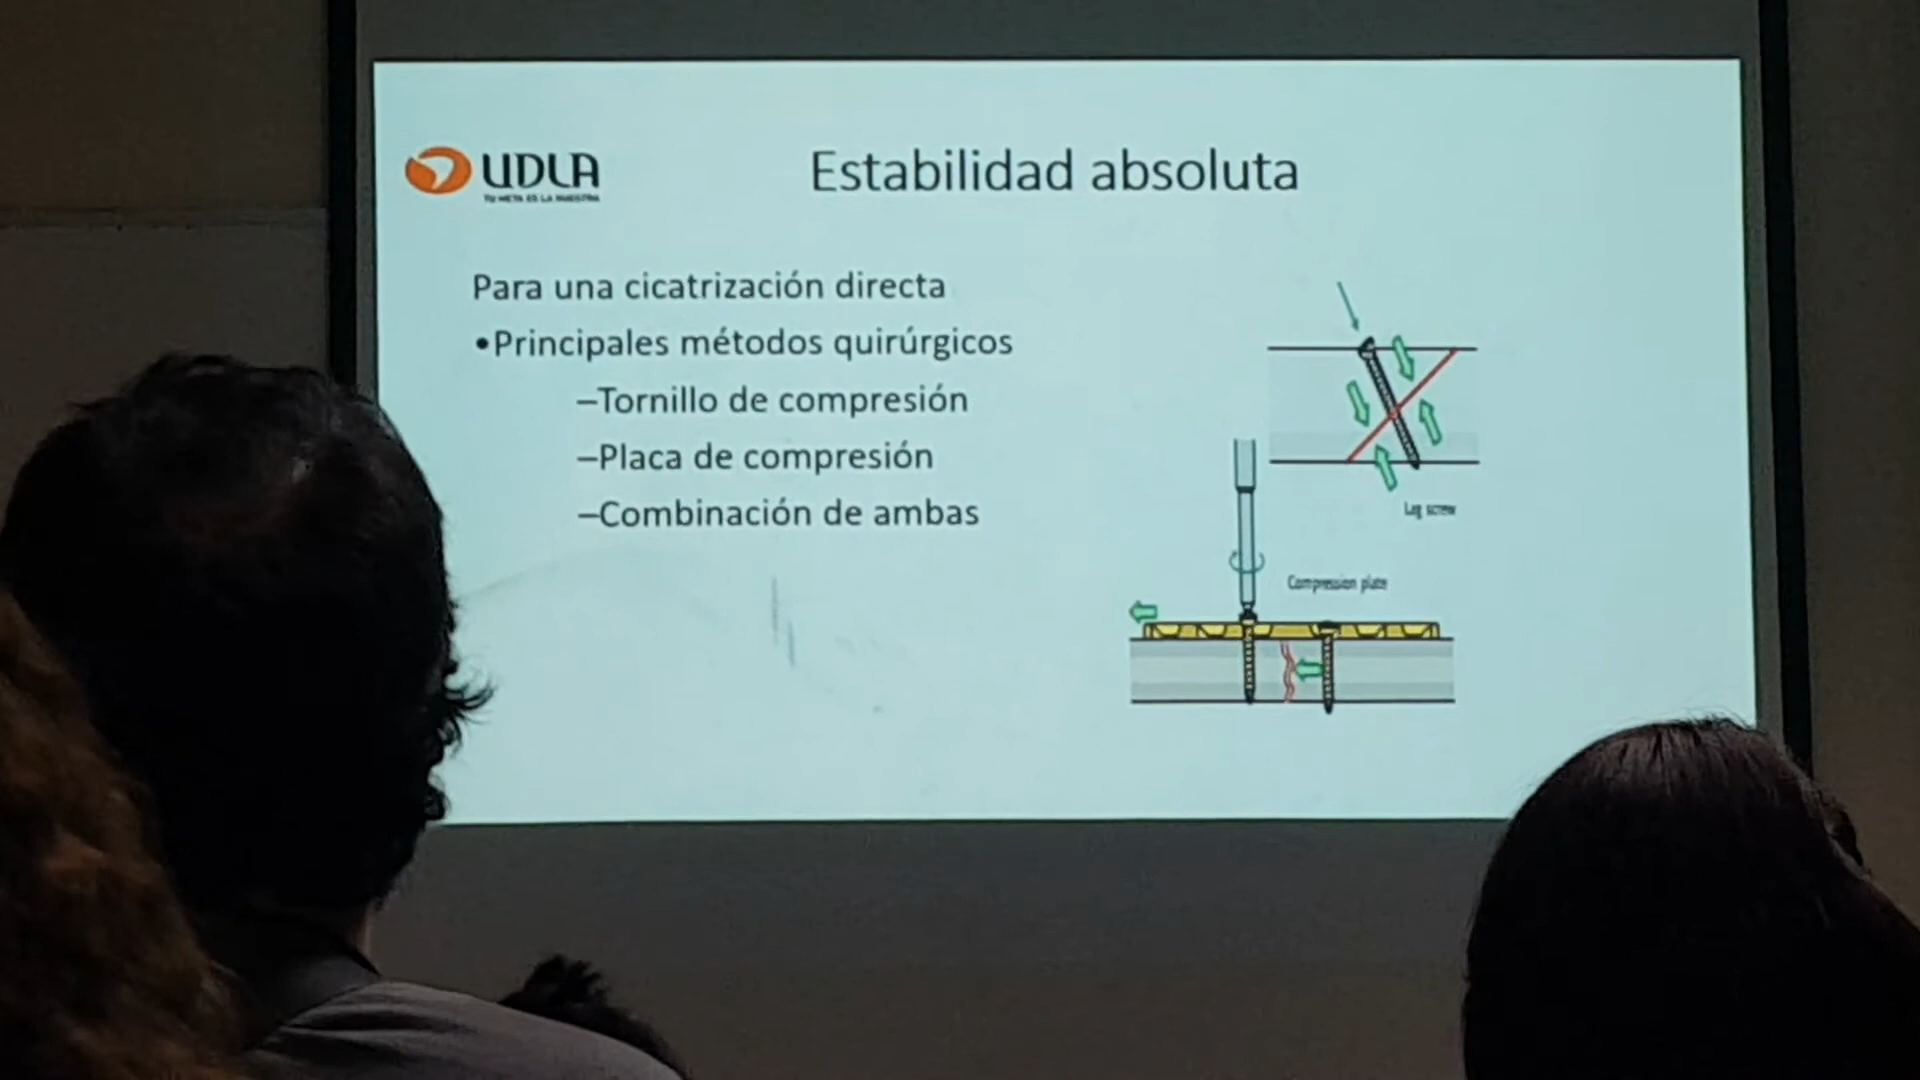 UDLA
TU META ES LA NUESTRA
Estabilidad absoluta
Para una cicatrización directa
•Principales métodos quirúrgicos
–Tornillo de compresión
–Placa de compresión
–Combinación de ambas
Lag screw
Compression plate